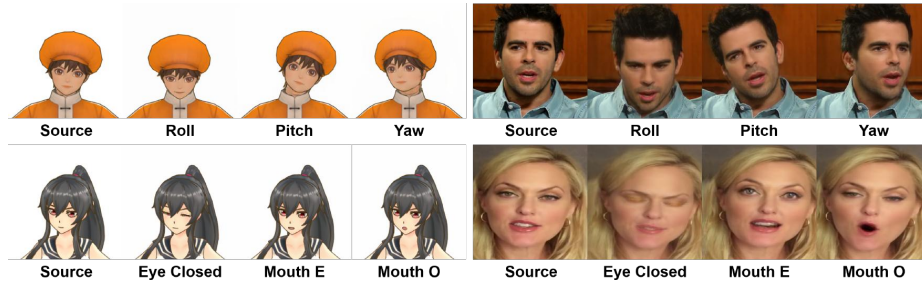 Source Roll Pitch Yaw Source Roll Pitch Yaw
Source Eye Closed Mouth E Mouth O Source Eye Closed Mouth E Mouth O